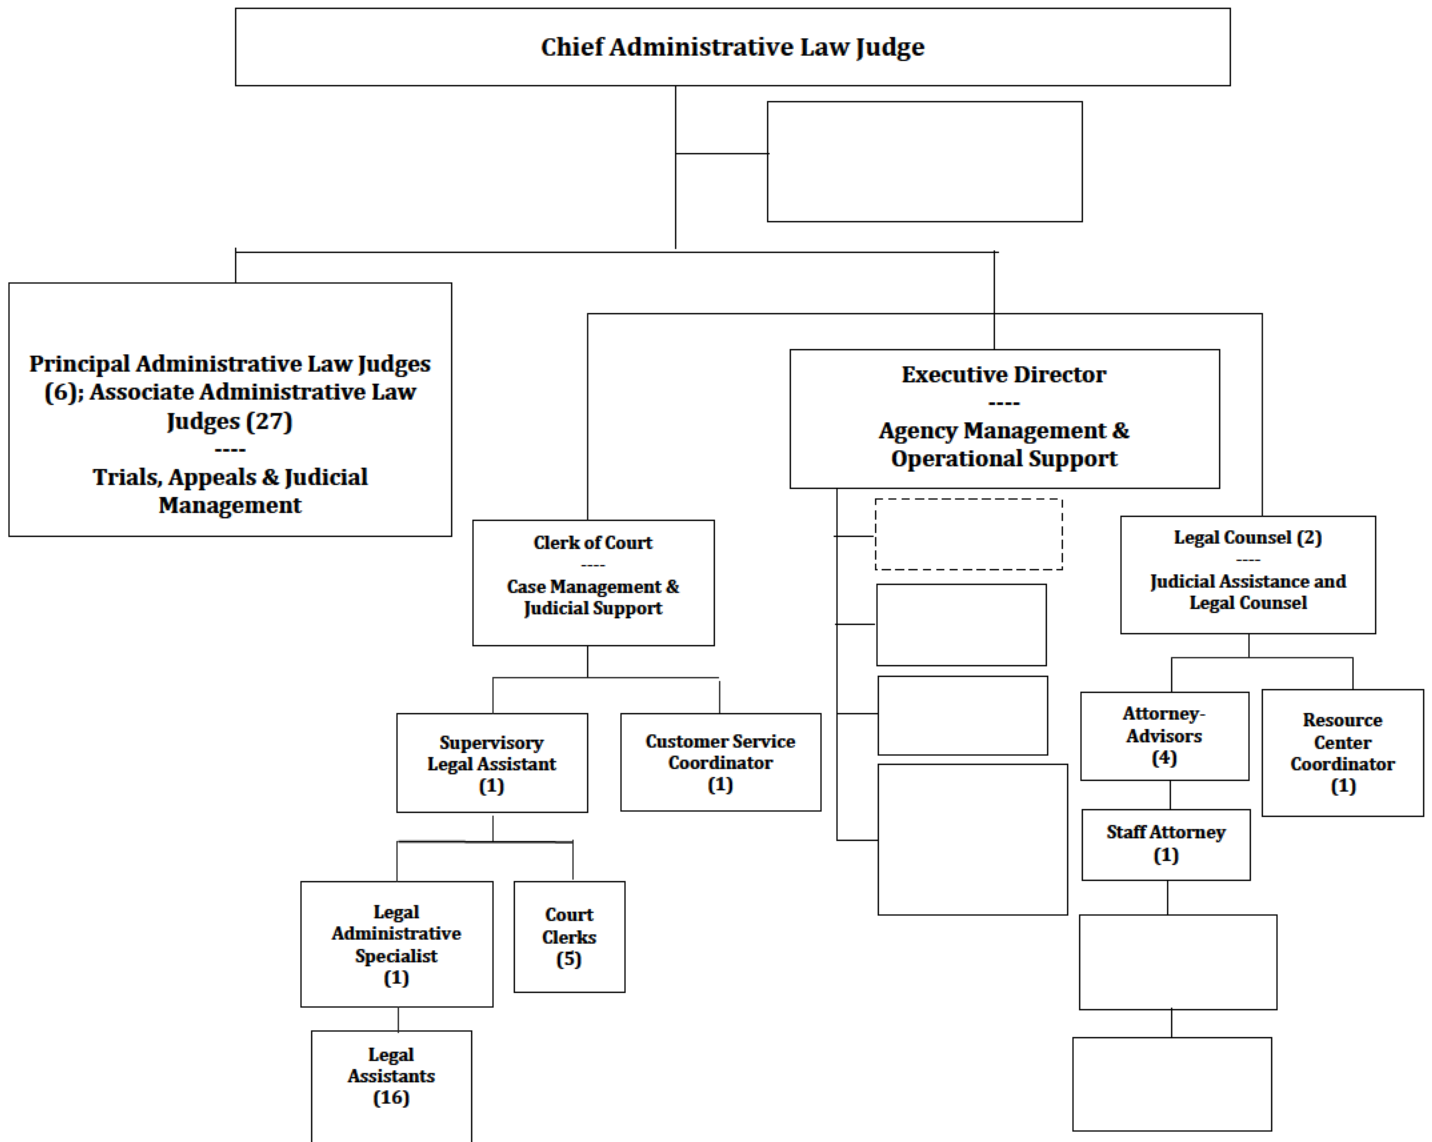 Chief Administrative Law Judge
Principal Administrative Law Judges
(6); Associate Administrative Law
Judges (27)
----
Trials, Appeals & Judicial
Management
Executive Director
----
Agency Management &
Operational Support
Clerk of Court
----
Case Management &
Judicial Support
Legal Counsel (2)
----
Judicial Assistance and
Legal Counsel
Supervisory
Legal Assistant
(1)
Customer Service
Coordinator
(1)
Attorney-
Advisors
(4)
Resource
Center
Coordinator
(1)
Staff Attorney
(1)
Legal
Administrative
Specialist
(1)
Court
Clerks
(5)
Legal
Assistants
(16)